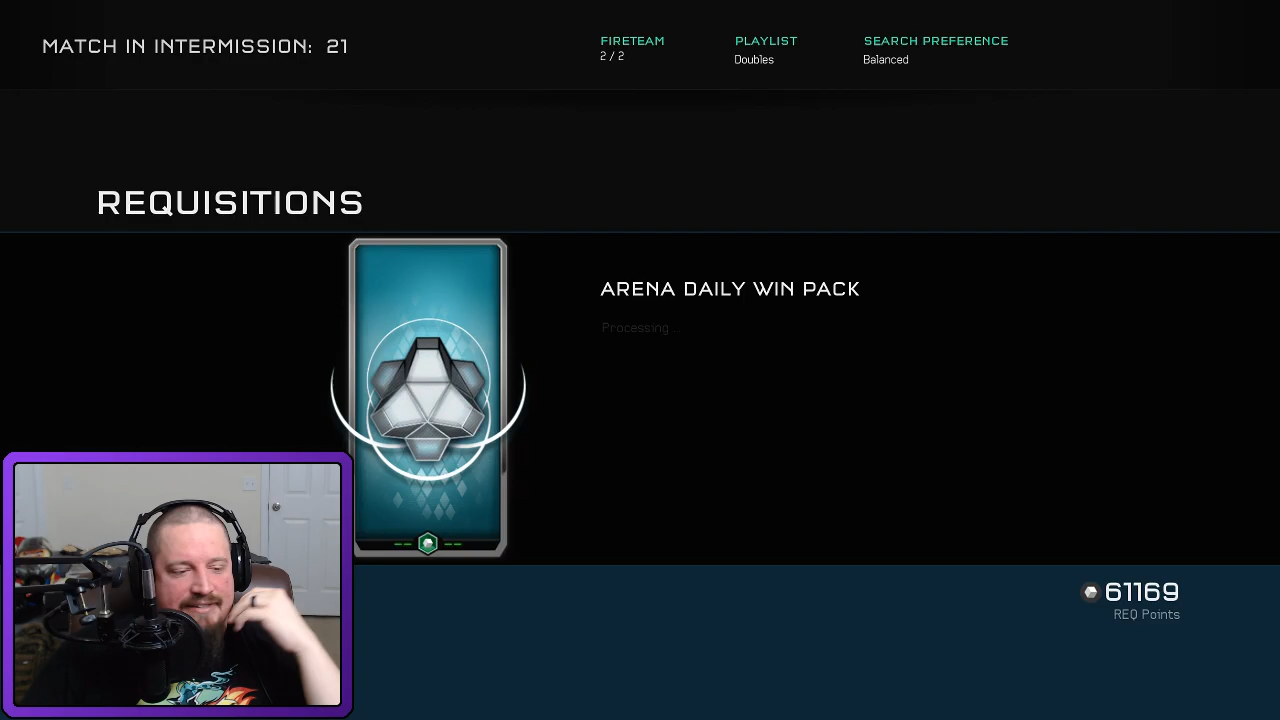 MATCH IN INTERMISSION: 21
FIRETEAM
2 / 2
PLAYLIST
Doubles
SEARCH PREFERENCE
Balanced
REQUISITIONS
ARENA DAILY WIN PACK
Processing ...
61169
REQ Points